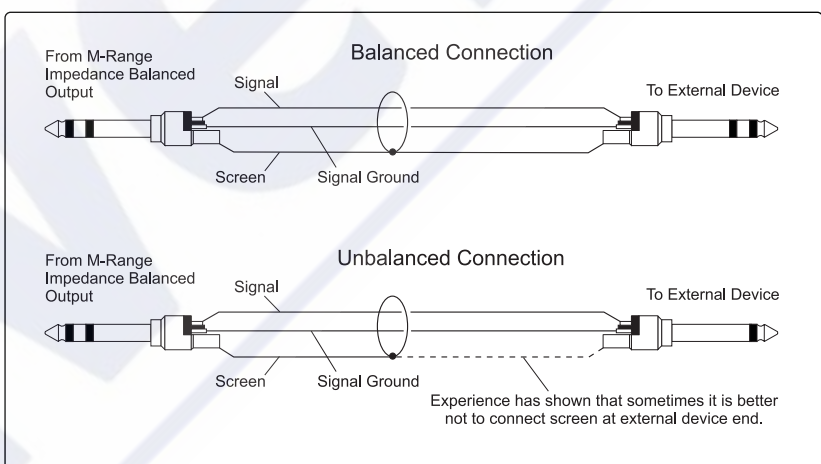 Balanced Connection
From M-Range
Impedance Balanced
Output
Signal
To External Device
Screen
Signal Ground
Unbalanced Connection
From M-Range
Impedance Balanced
Output
Signal
To External Device
Screen
Signal Ground
Experience has shown that sometimes it is better
not to connect screen at external device end.